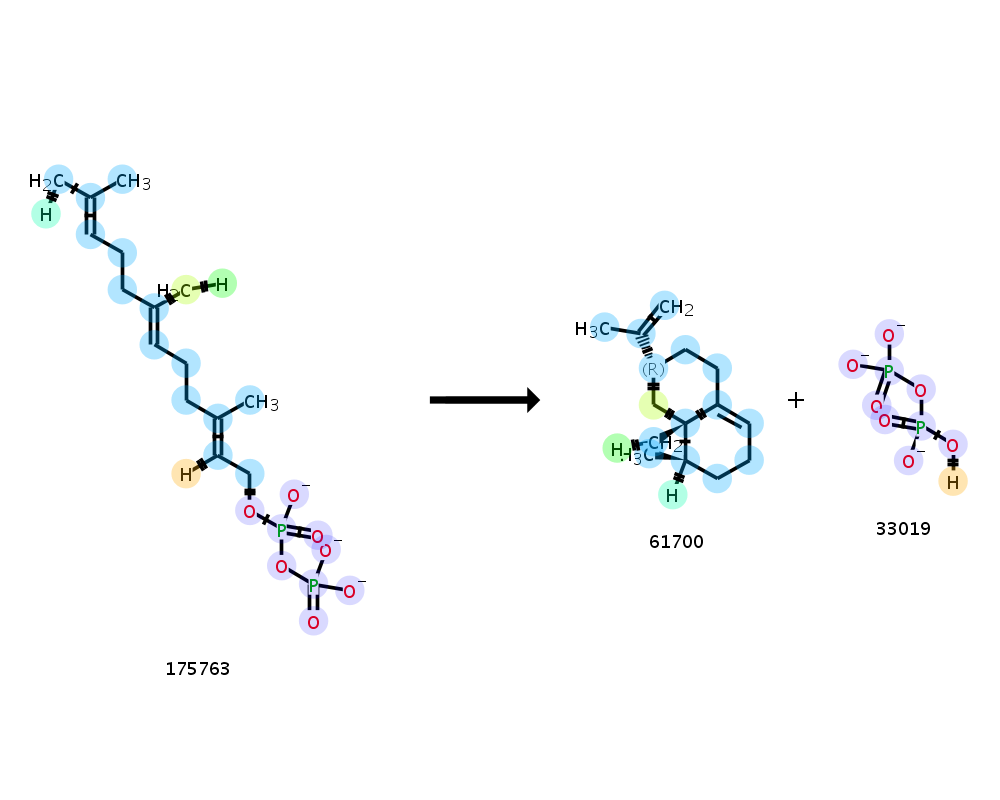 H2C CH3
H
H2C H
CH3
H
O O−
P O
O−
O P O−
O
175763
H3C CH2
(R)
H CH2
H3C
H
61700
+
O−
O− P O
O O P O
O− H
33019